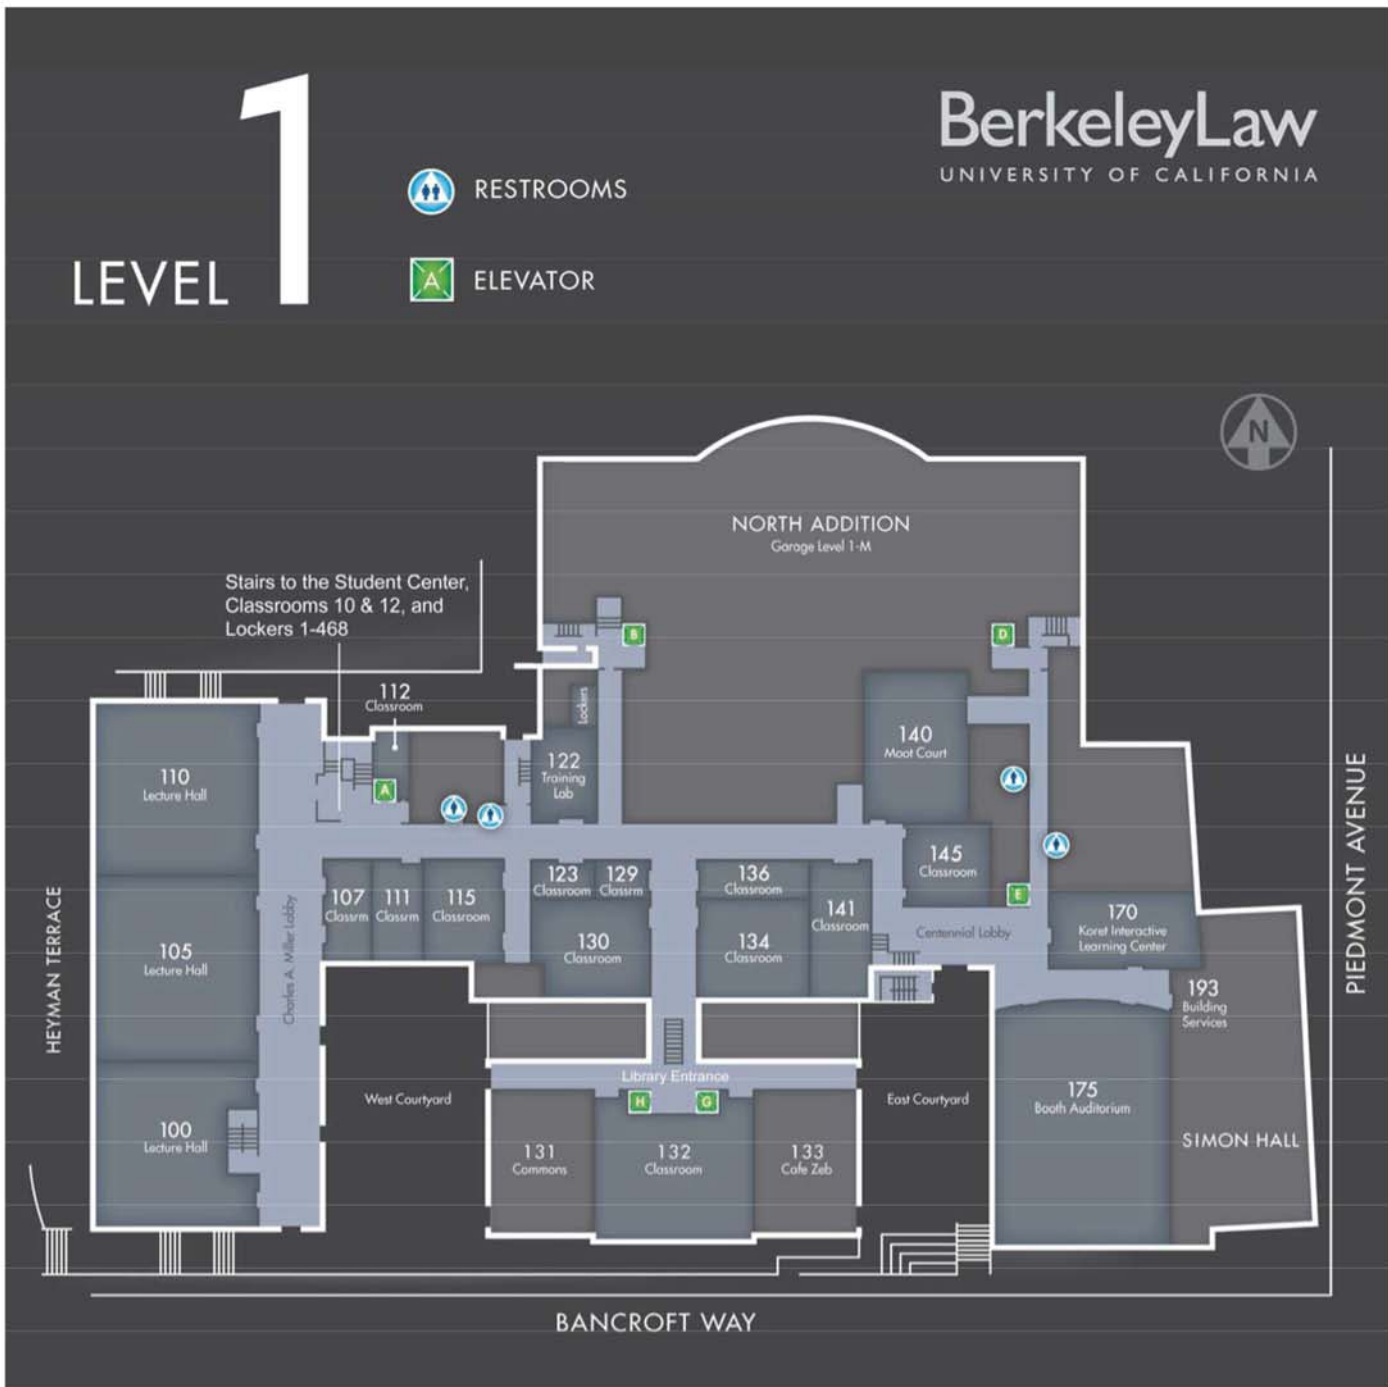 LEVEL 1
RESTROOMS
A ELEVATOR
BerkeleyLaw
UNIVERSITY OF CALIFORNIA
N
NORTH ADDITION
Garage Level 1-M
Stairs to the Student Center,
Classrooms 10 & 12, and
Lockers 1-468
B
D
112
Classroom
Lockers
110
Lecture Hall
A
122
Training
Lab
140
Moot Court
145
Classroom
E
107
Classrm
111
Classrm
115
Classroom
123
Classroom
129
Classrm
130
Classroom
136
Classroom
134
Classroom
141
Classroom
Centennial Lobby
170
Koret Interactive
Learning Center
105
Lecture Hall
Charles A. Miller Lobby
HEYMAN TERRACE
PIEDMONT AVENUE
193
Building
Services
Library Entrance
H
G
West Courtyard
East Courtyard
100
Lecture Hall
131
Commons
132
Classroom
133
Cafe Zeb
175
Booth Auditorium
SIMON HALL
BANCROFT WAY